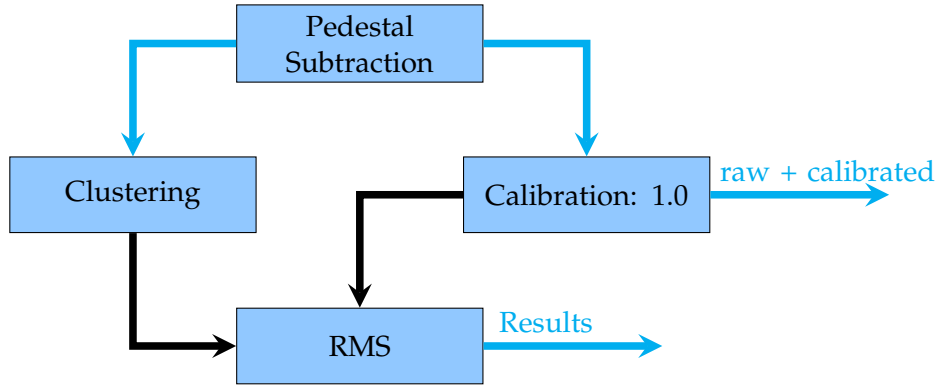 Pedestal
Subtraction
Clustering
Calibration: 1.0
raw + calibrated
RMS
Results